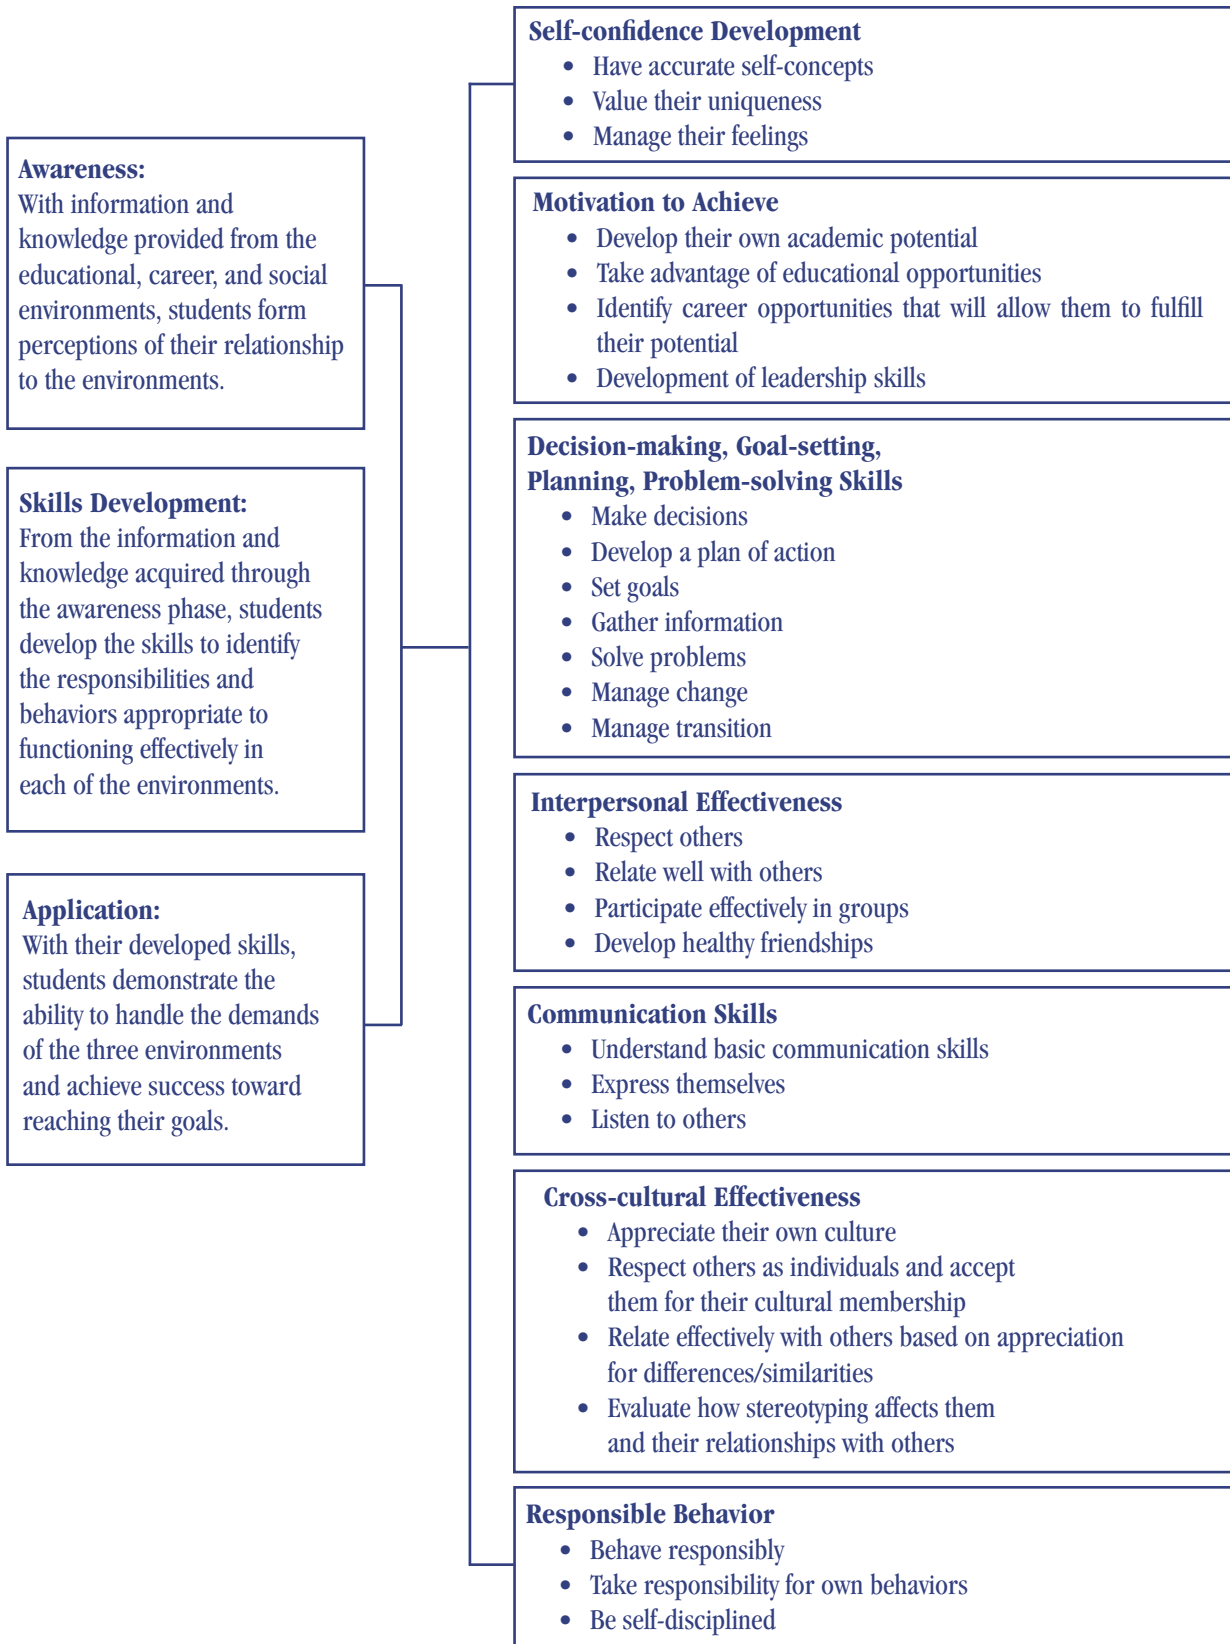 Awareness:
With information and
knowledge provided from the
educational, career, and social
environments, students form
perceptions of their relationship
to the environments.
Skills Development:
From the information and
knowledge acquired through
the awareness phase, students
develop the skills to identify
the responsibilities and
behaviors appropriate to
functioning effectively in
each of the environments.
Application:
With their developed skills,
students demonstrate the
ability to handle the demands
of the three environments
and achieve success toward
reaching their goals.
Self-confidence Development
• Have accurate self-concepts
• Value their uniqueness
• Manage their feelings
Motivation to Achieve
• Develop their own academic potential
• Take advantage of educational opportunities
• Identify career opportunities that will allow them to fulfill
their potential
• Development of leadership skills
Decision-making, Goal-setting,
Planning, Problem-solving Skills
• Make decisions
• Develop a plan of action
• Set goals
• Gather information
• Solve problems
• Manage change
• Manage transition
Interpersonal Effectiveness
• Respect others
• Relate well with others
• Participate effectively in groups
• Develop healthy friendships
Communication Skills
• Understand basic communication skills
• Express themselves
• Listen to others
Cross-cultural Effectiveness
• Appreciate their own culture
• Respect others as individuals and accept
them for their cultural membership
• Relate effectively with others based on appreciation
for differences/similarities
• Evaluate how stereotyping affects them
and their relationships with others
Responsible Behavior
• Behave responsibly
• Take responsibility for own behaviors
• Be self-disciplined